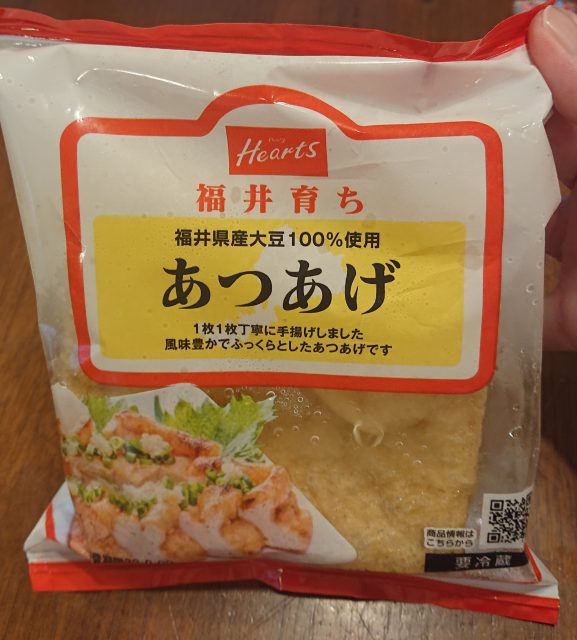 ハーツ
Hearts
福井育ち
福井県産大豆100%使用
あつあげ
1枚1枚丁寧に手揚げしました
風味豊かでふっくらとしたあつあげです
商品情報は
こちらから
要冷蔵